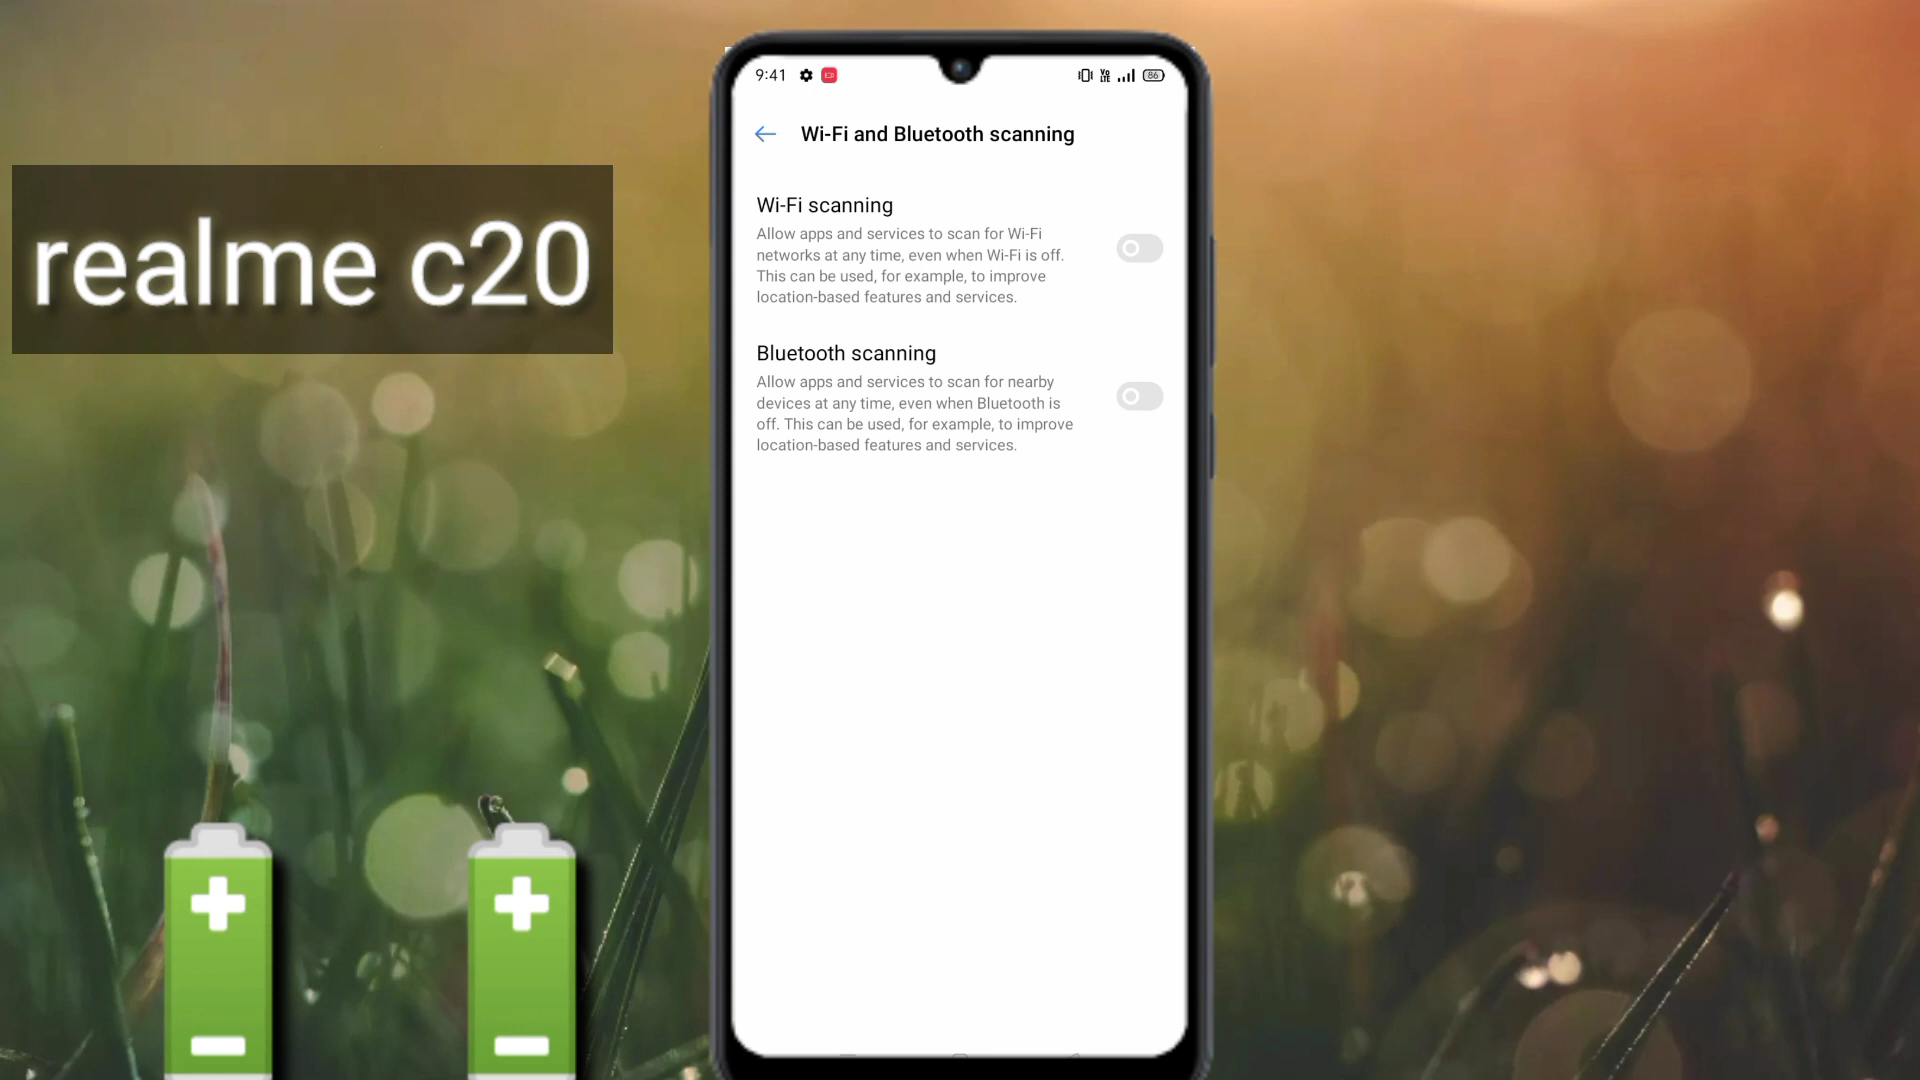 realme c20
9:41
Vo
LTE
86
Wi-Fi and Bluetooth scanning
Wi-Fi scanning
Allow apps and services to scan for Wi-Fi
networks at any time, even when Wi-Fi is off.
This can be used, for example, to improve
location-based features and services.
Bluetooth scanning
Allow apps and services to scan for nearby
devices at any time, even when Bluetooth is
off. This can be used, for example, to improve
location-based features and services.